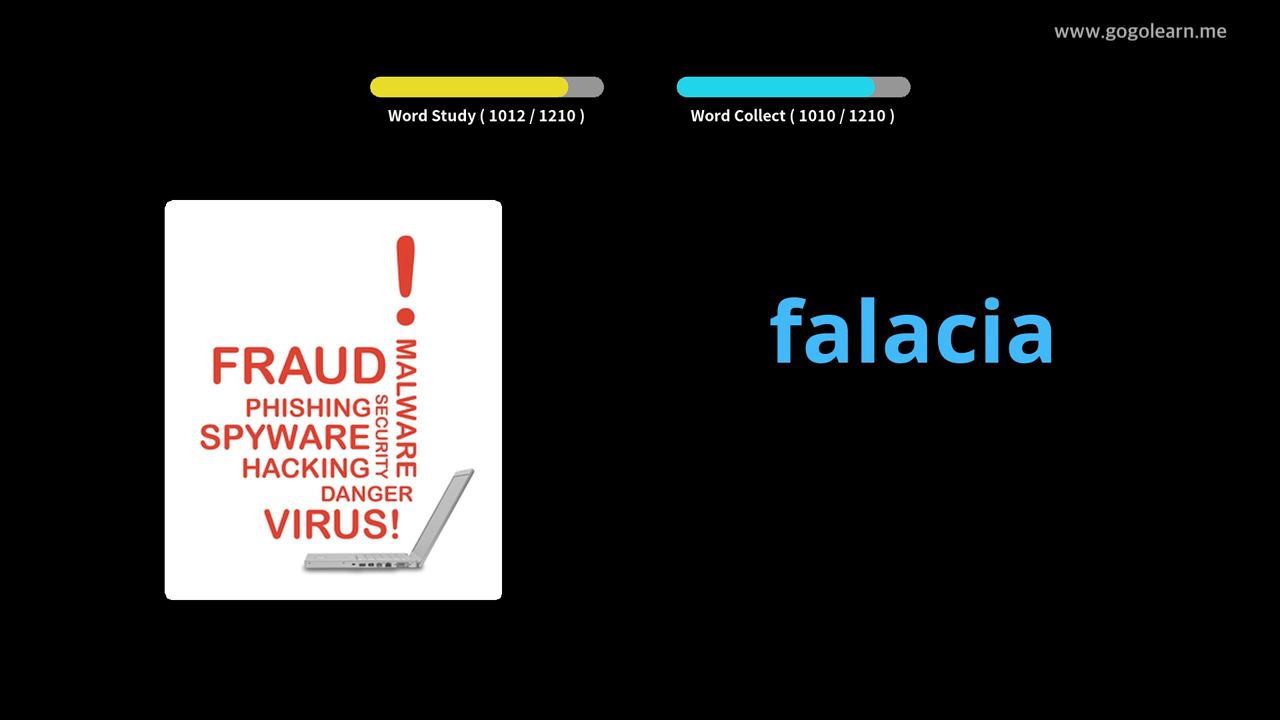 www.gogolearn.me
Word Study ( 1012 / 1210 )
Word Collect ( 1010 / 1210 )
!
FRAUD
MALWARE
PHISHING
SECURITY
SPYWARE
HACKING
DANGER
VIRUS!
falacia